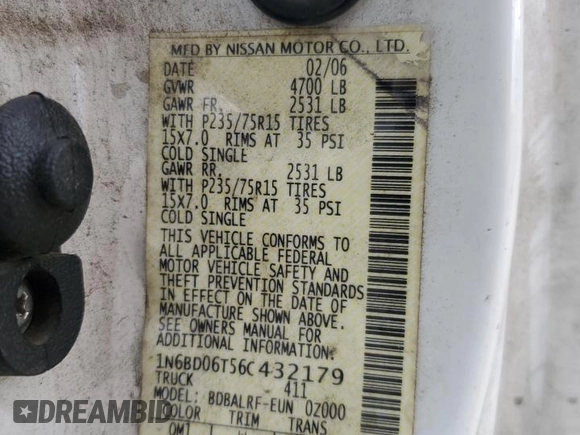 MFD BY NISSAN MOTOR CO., LTD.
DATE 02/06
GVWR 4700 LB
GAWR FR. 2531 LB
WITH P235/75R15 TIRES
15X7.0 RIMS AT 35 PSI
COLD SINGLE
GAWR RR. 2531 LB
WITH P235/75R15 TIRES
15X7.0 RIMS AT 35 PSI
COLD SINGLE
THIS VEHICLE CONFORMS TO
ALL APPLICABLE FEDERAL
MOTOR VEHICLE SAFETY AND
THEFT PREVENTION STANDARDS
IN EFFECT ON THE DATE OF
MANUFACTURE SHOWN ABOVE.
SEE OWNERS MANUAL FOR
ADDITIONAL INFORMATION.
1N6BD06T56C432179
TRUCK 411
MODEL: BDBALRF-EUN 0Z000
COLOR TRIM TRANS
QM1
DEALERSCLUB